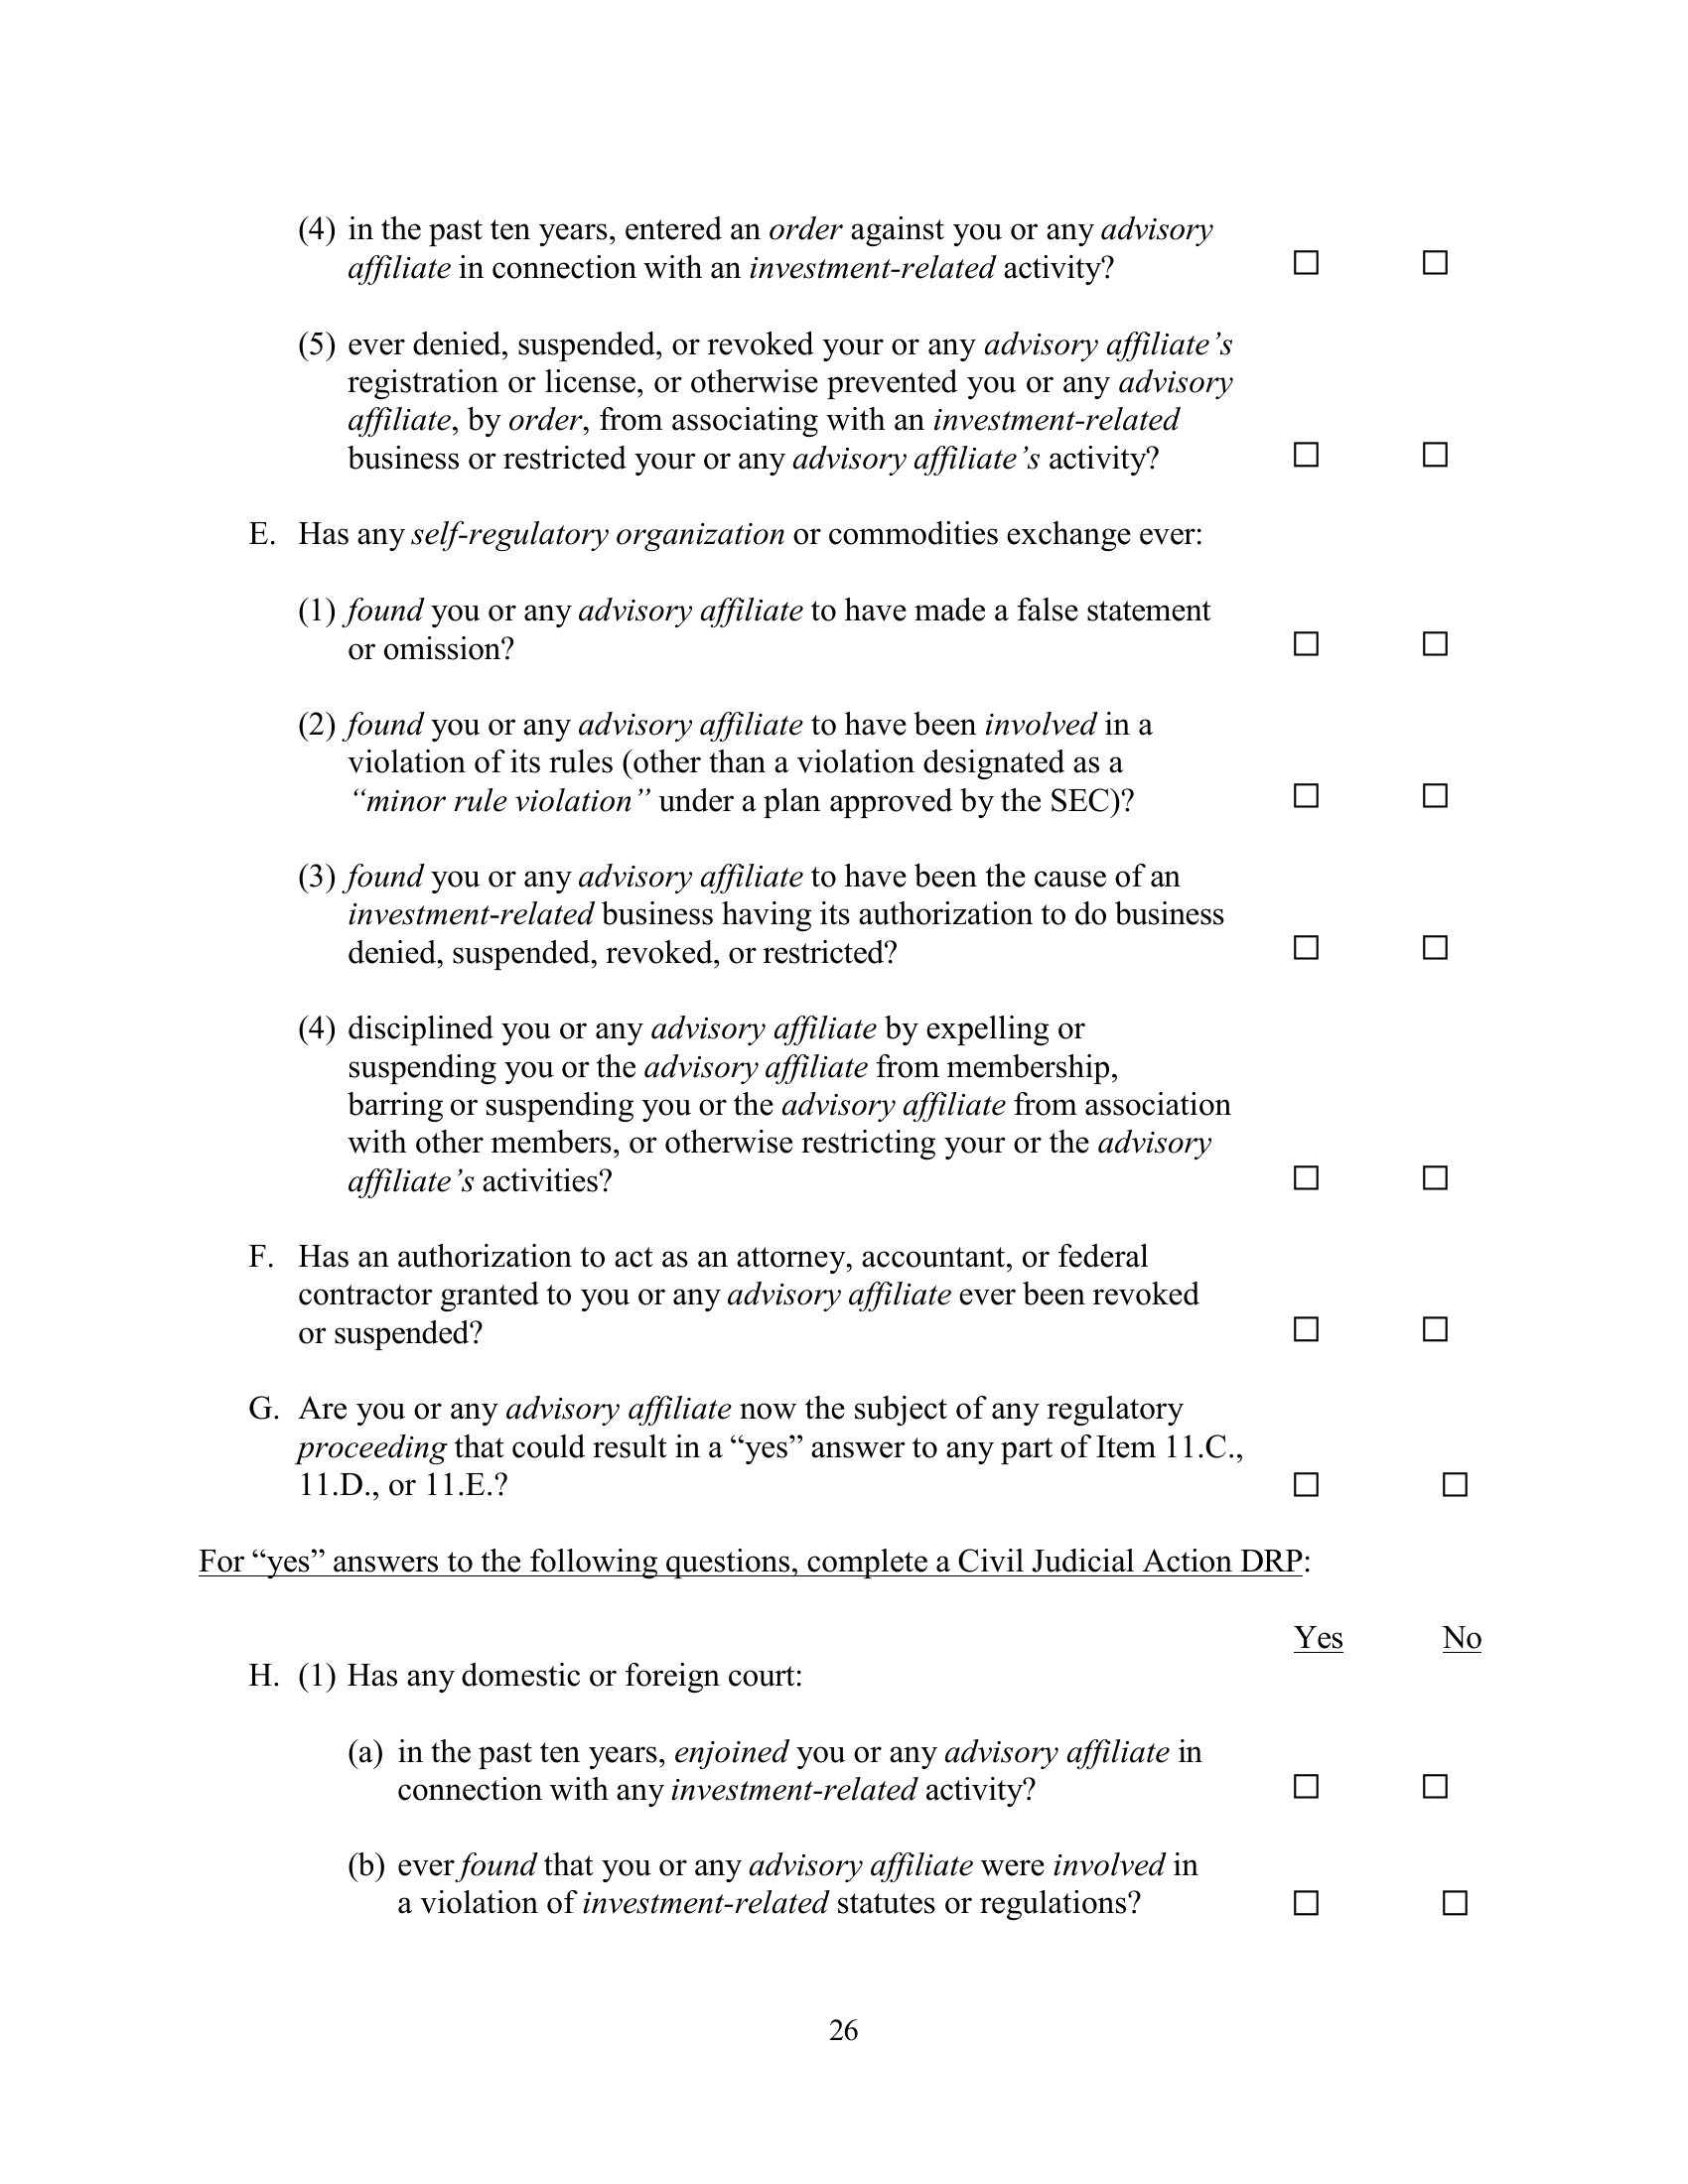 (4) in the past ten years, entered an order against you or any advisory
affiliate in connection with an investment-related activity? ☐ ☐
(5) ever denied, suspended, or revoked your or any advisory affiliate’s
registration or license, or otherwise prevented you or any advisory
affiliate, by order, from associating with an investment-related
business or restricted your or any advisory affiliate’s activity? ☐ ☐
E. Has any self-regulatory organization or commodities exchange ever:
(1) found you or any advisory affiliate to have made a false statement
or omission? ☐ ☐
(2) found you or any advisory affiliate to have been involved in a
violation of its rules (other than a violation designated as a
“minor rule violation” under a plan approved by the SEC)? ☐ ☐
(3) found you or any advisory affiliate to have been the cause of an
investment-related business having its authorization to do business
denied, suspended, revoked, or restricted? ☐ ☐
(4) disciplined you or any advisory affiliate by expelling or
suspending you or the advisory affiliate from membership,
barring or suspending you or the advisory affiliate from association
with other members, or otherwise restricting your or the advisory
affiliate’s activities? ☐ ☐
F. Has an authorization to act as an attorney, accountant, or federal
contractor granted to you or any advisory affiliate ever been revoked
or suspended? ☐ ☐
G. Are you or any advisory affiliate now the subject of any regulatory
proceeding that could result in a “yes” answer to any part of Item 11.C.,
11.D., or 11.E.? ☐ ☐
For “yes” answers to the following questions, complete a Civil Judicial Action DRP:
Yes No
H. (1) Has any domestic or foreign court:
(a) in the past ten years, enjoined you or any advisory affiliate in
connection with any investment-related activity? ☐ ☐
(b) ever found that you or any advisory affiliate were involved in
a violation of investment-related statutes or regulations? ☐ ☐
26